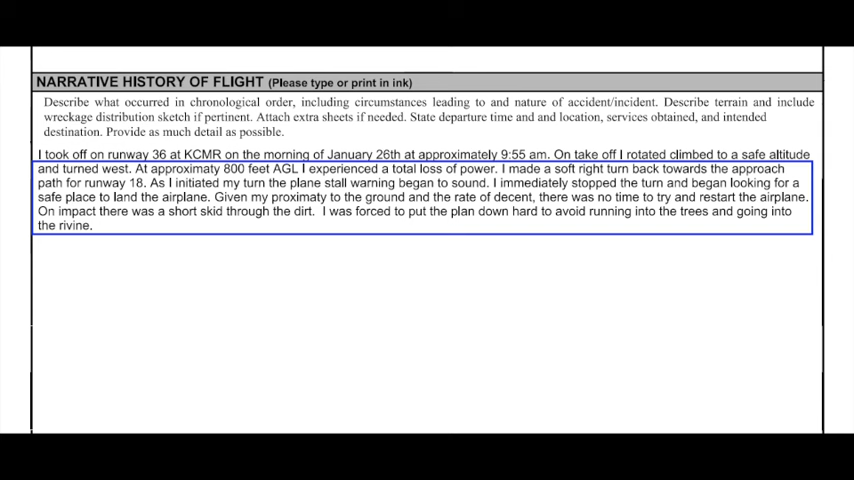 NARRATIVE HISTORY OF FLIGHT (Please type or print in ink)
Describe what occurred in chronological order, including circumstances leading to and nature of accident/incident. Describe terrain and include
wreckage distribution sketch if pertinent. Attach extra sheets if needed. State departure time and and location, services obtained, and intended
destination. Provide as much detail as possible.
I took off on runway 36 at KCMR on the morning of January 26th at approximately 9:55 am. On take off I rotated climbed to a safe altitude
and turned west. At approximaty 800 feet AGL I experienced a total loss of power. I made a soft right turn back towards the approach
path for runway 18. As I initiated my turn the plane stall warning began to sound. I immediately stopped the turn and began looking for a
safe place to land the airplane. Given my proximaty to the ground and the rate of decent, there was no time to try and restart the airplane.
On impact there was a short skid through the dirt. I was forced to put the plan down hard to avoid running into the trees and going into
the rivine.